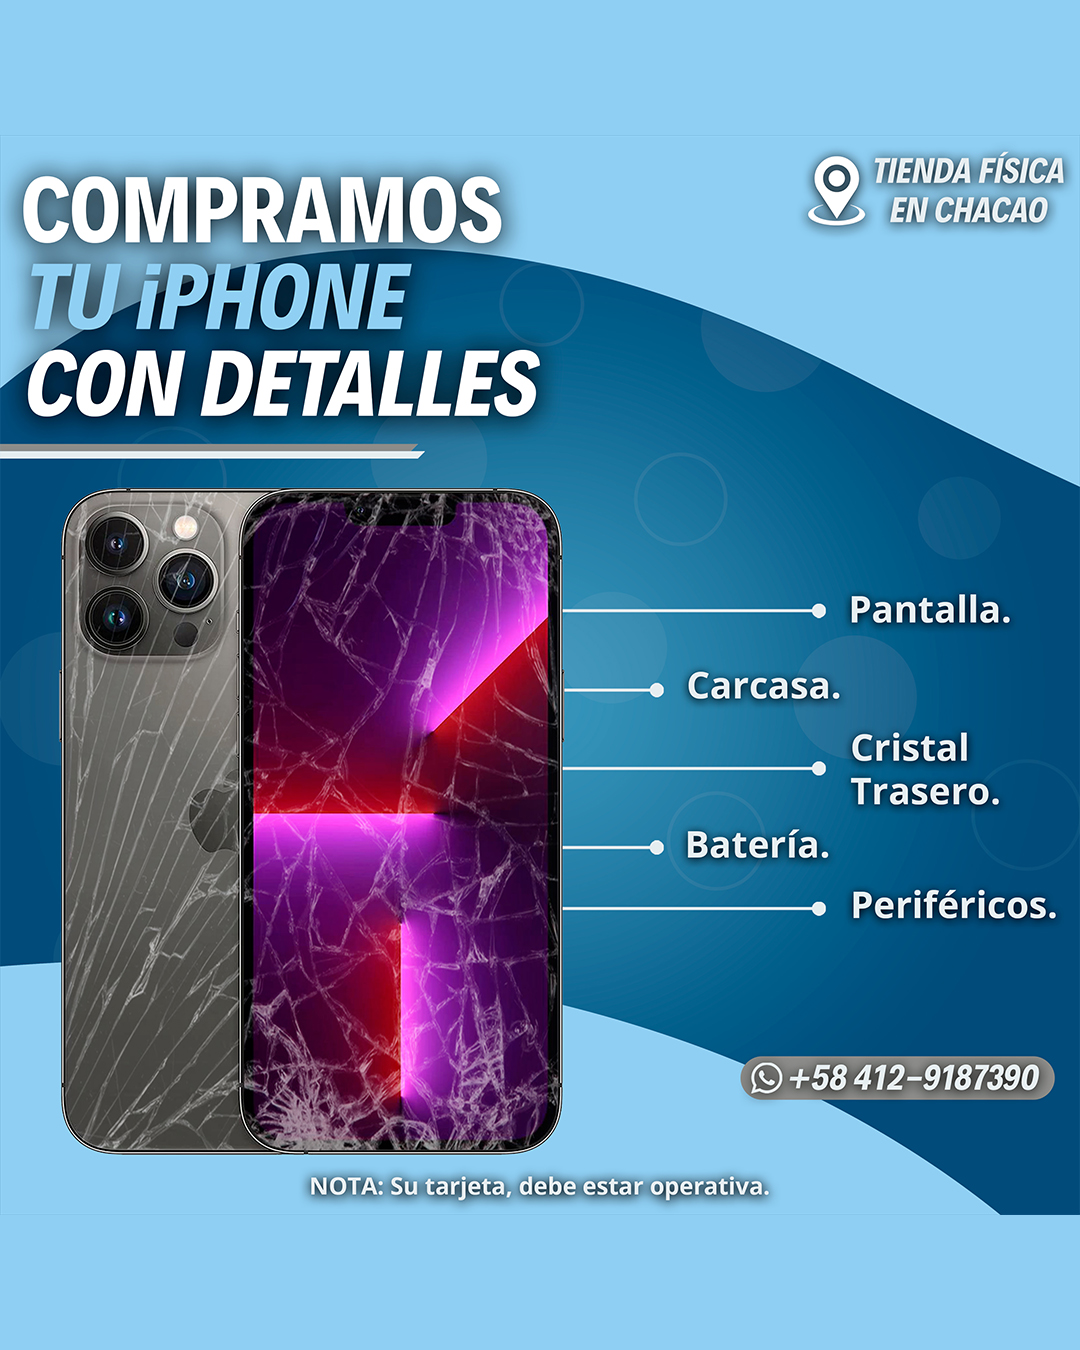 COMPRAMOS
TU iPHONE
CON DETALLES
TIENDA FÍSICA
EN CHACAO
Pantalla.
Carcasa.
Cristal
Trasero.
Batería.
Periféricos.
+58 412-9187390
NOTA: Su tarjeta, debe estar operativa.